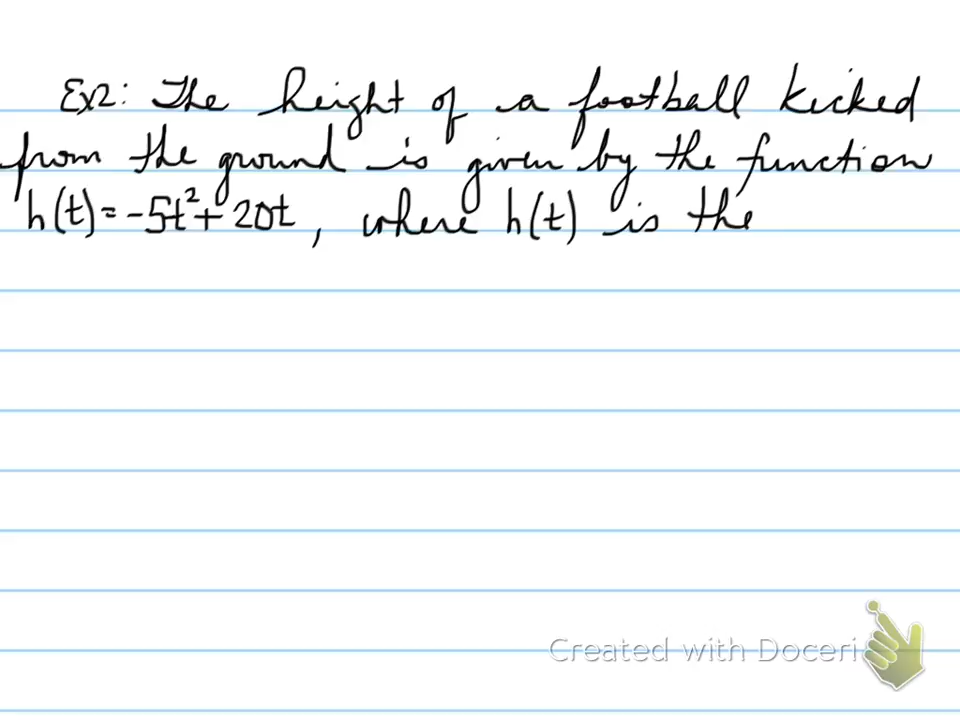 Ex2: The height of a football kicked
from the ground is given by the function
h(t) = -5t² + 20t, where h(t) is the
Created with Doceri